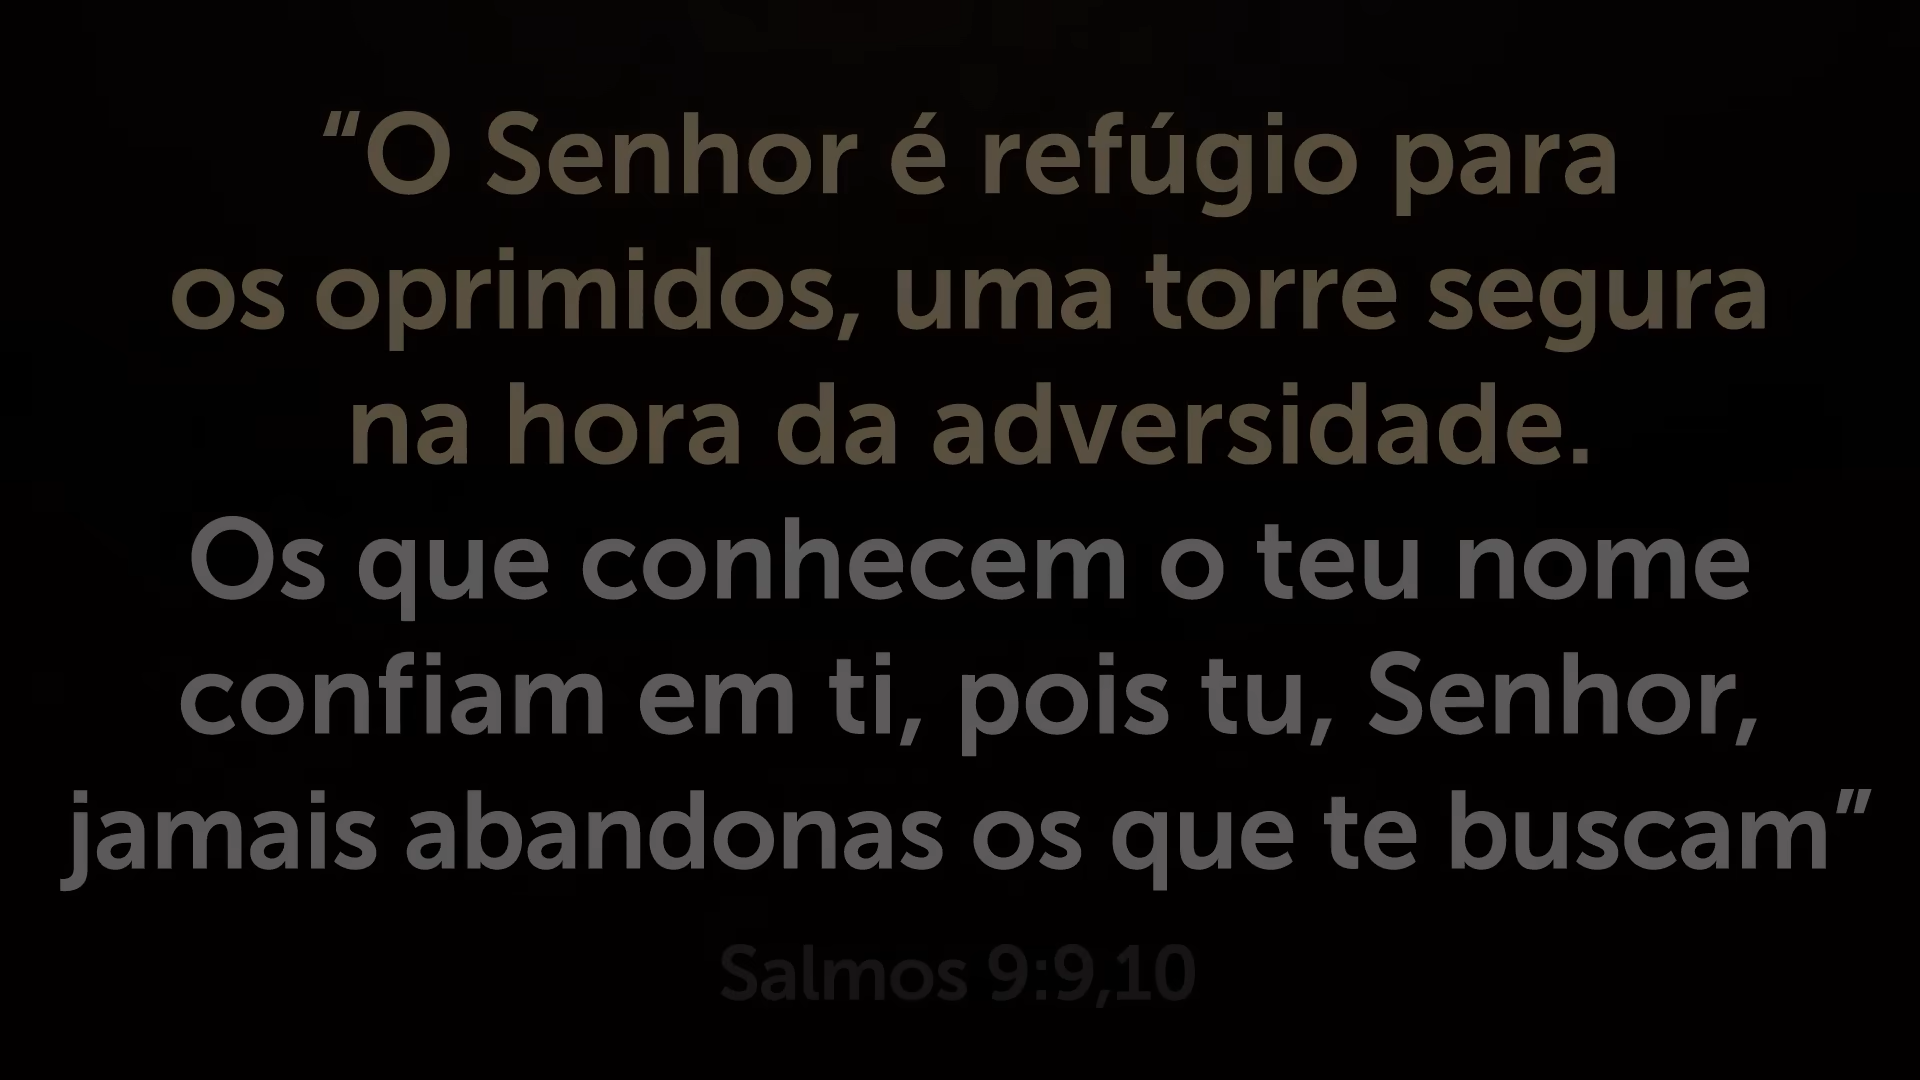 “O Senhor é refúgio para
os oprimidos, uma torre segura
na hora da adversidade.
Os que conhecem o teu nome
confiam em ti, pois tu, Senhor,
jamais abandonas os que te buscam”
Salmos 9:9,10